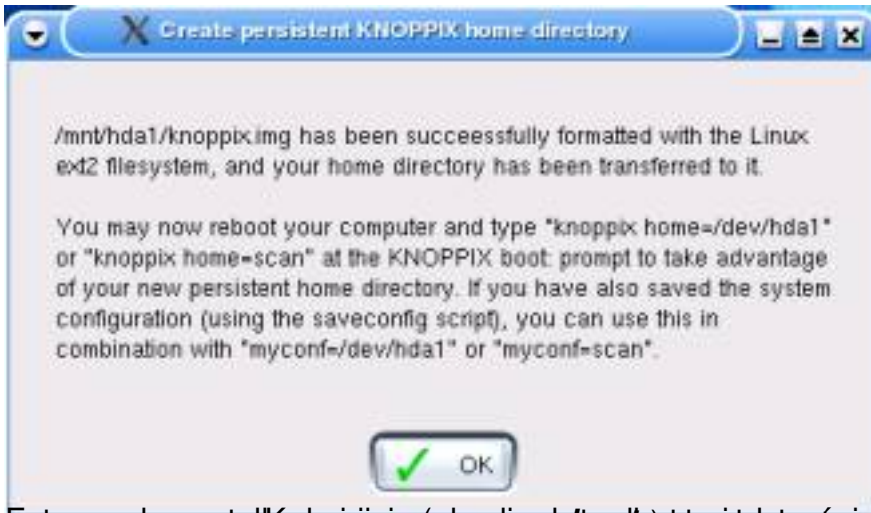 Create persistent KNOPPIX home directory
/mnt/hda1/knoppix.img has been succeessfully formatted with the Linux
ext2 filesystem, and your home directory has been transferred to it.
You may now reboot your computer and type "knoppix home=/dev/hda1"
or "knoppix home=scan" at the KNOPPIX boot: prompt to take advantage
of your new persistent home directory. If you have also saved the system
configuration (using the saveconfig script), you can use this in
combination with "myconf=/dev/hda1" or "myconf=scan".
OK